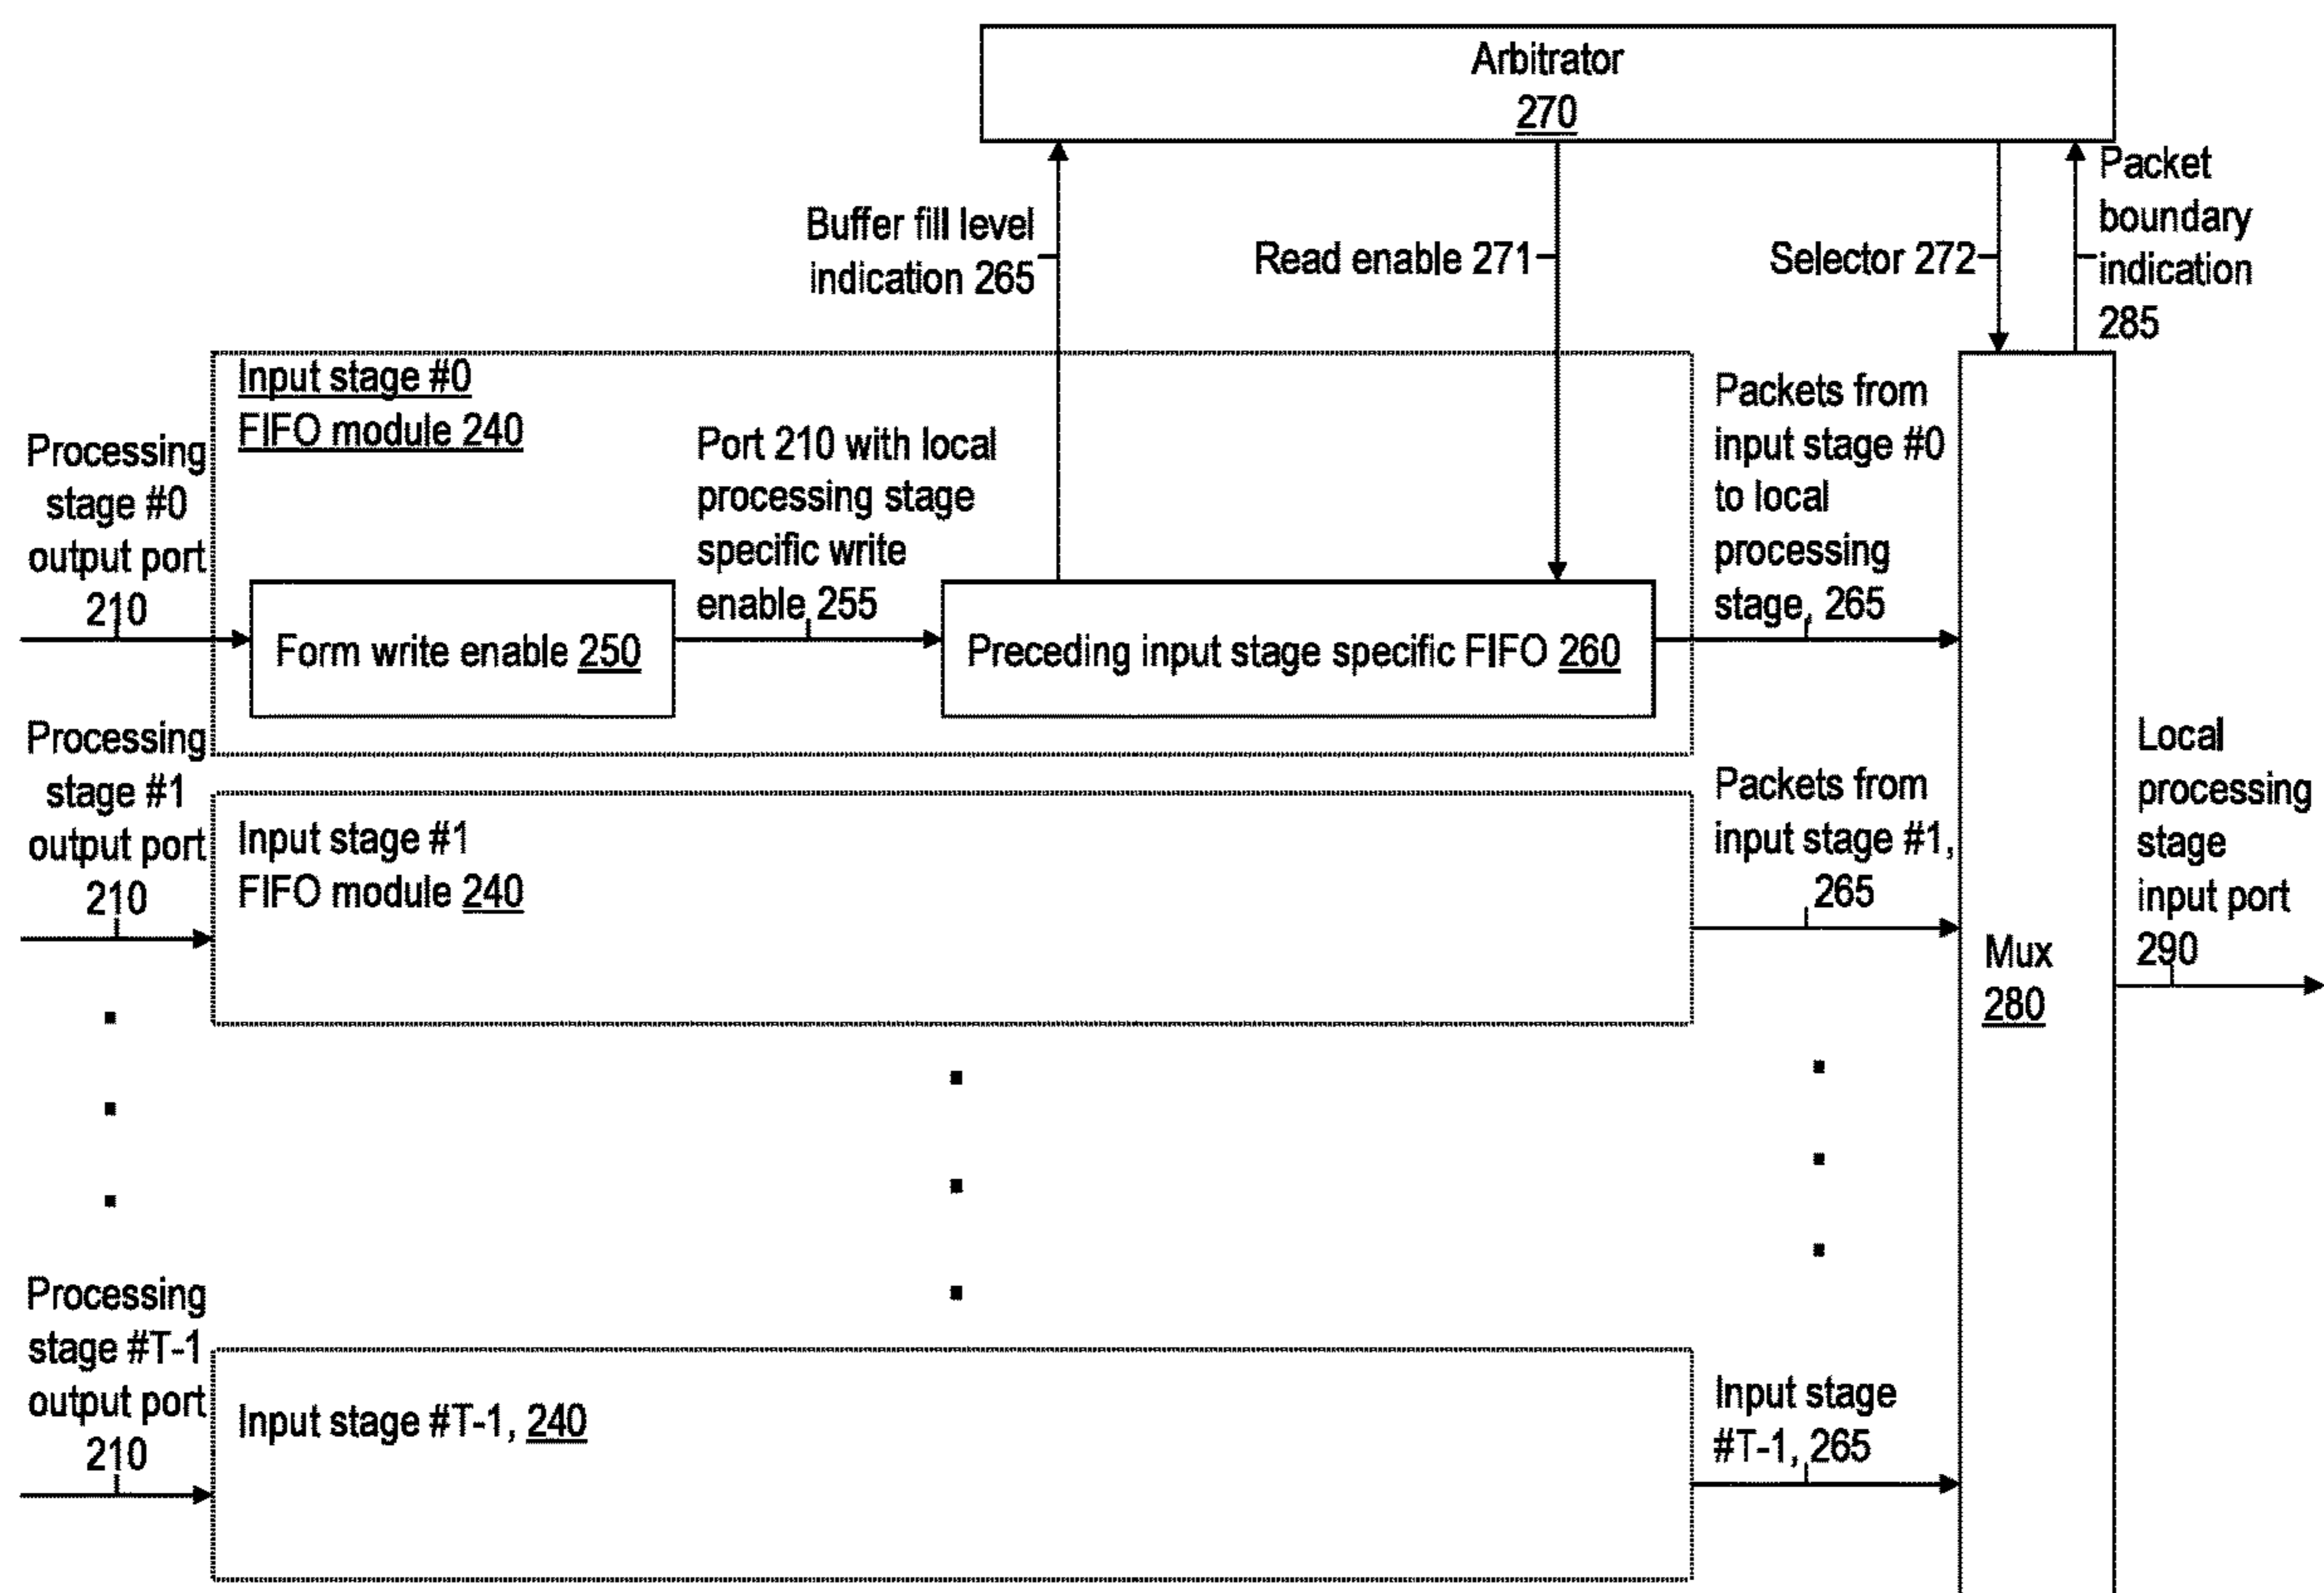 Arbitrator
270
Buffer fill level
indication 265
Read enable 271
Selector 272
Packet
boundary
indication
285
Input stage #0
FIFO module 240
Processing
stage #0
output port
210
Form write enable 250
Port 210 with local
processing stage
specific write
enable 255
Preceding input stage specific FIFO 260
Packets from
input stage #0
to local
processing
stage, 265
Processing
stage #1
output port
210
Input stage #1
FIFO module 240
Packets from
input stage #1,
265
Mux
280
Local
processing
stage
input port
290
Processing
stage #T-1
output port
210
Input stage #T-1, 240
Input stage
#T-1, 265